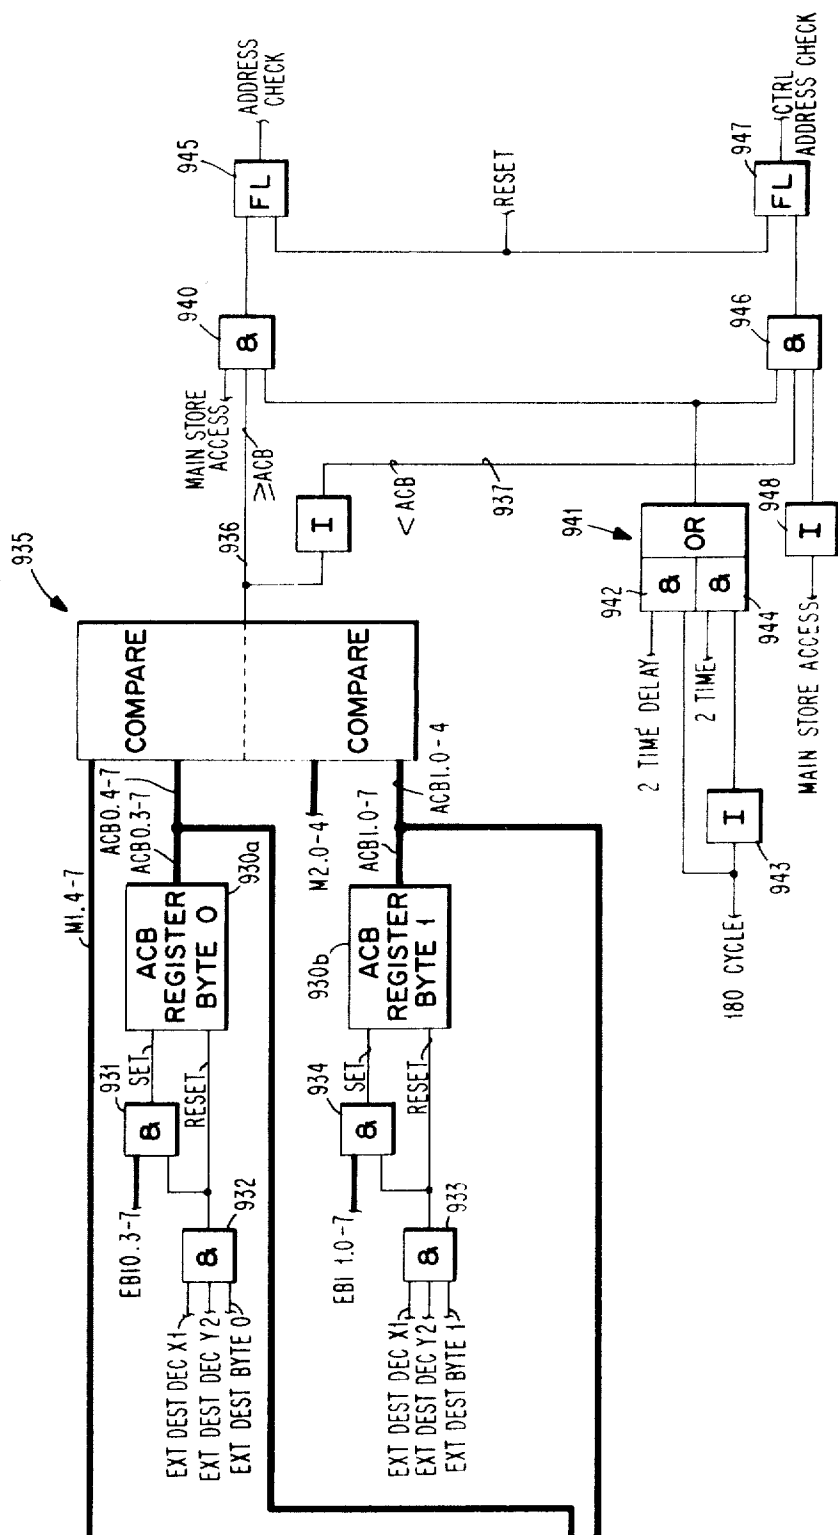 935
COMPARE
COMPARE
M1.4-7
ACB0.4-7
ACB0.3-7
ACB
REGISTER
BYTE 0
930a
931
&
SET
RESET
EBI0.3-7
932
&
EXT DEST DEC X1
EXT DEST DEC Y2
EXT DEST BYTE 0
M2.0-4
ACB1.0-4
ACB1.0-7
930b
ACB
REGISTER
BYTE 1
934
&
SET
RESET
EBI 1.0-7
933
&
EXT DEST DEC X1
EXT DEST DEC Y2
EXT DEST BYTE 1
936
≥ACB
MAIN STORE
ACCESS
I
< ACB
937
940
&
945
FL
ADDRESS
CHECK
RESET
946
&
947
FL
CTRL
ADDRESS CHECK
941
OR
942
&
&
944
2 TIME DELAY
2 TIME
I
943
180 CYCLE
948
I
MAIN STORE ACCESS